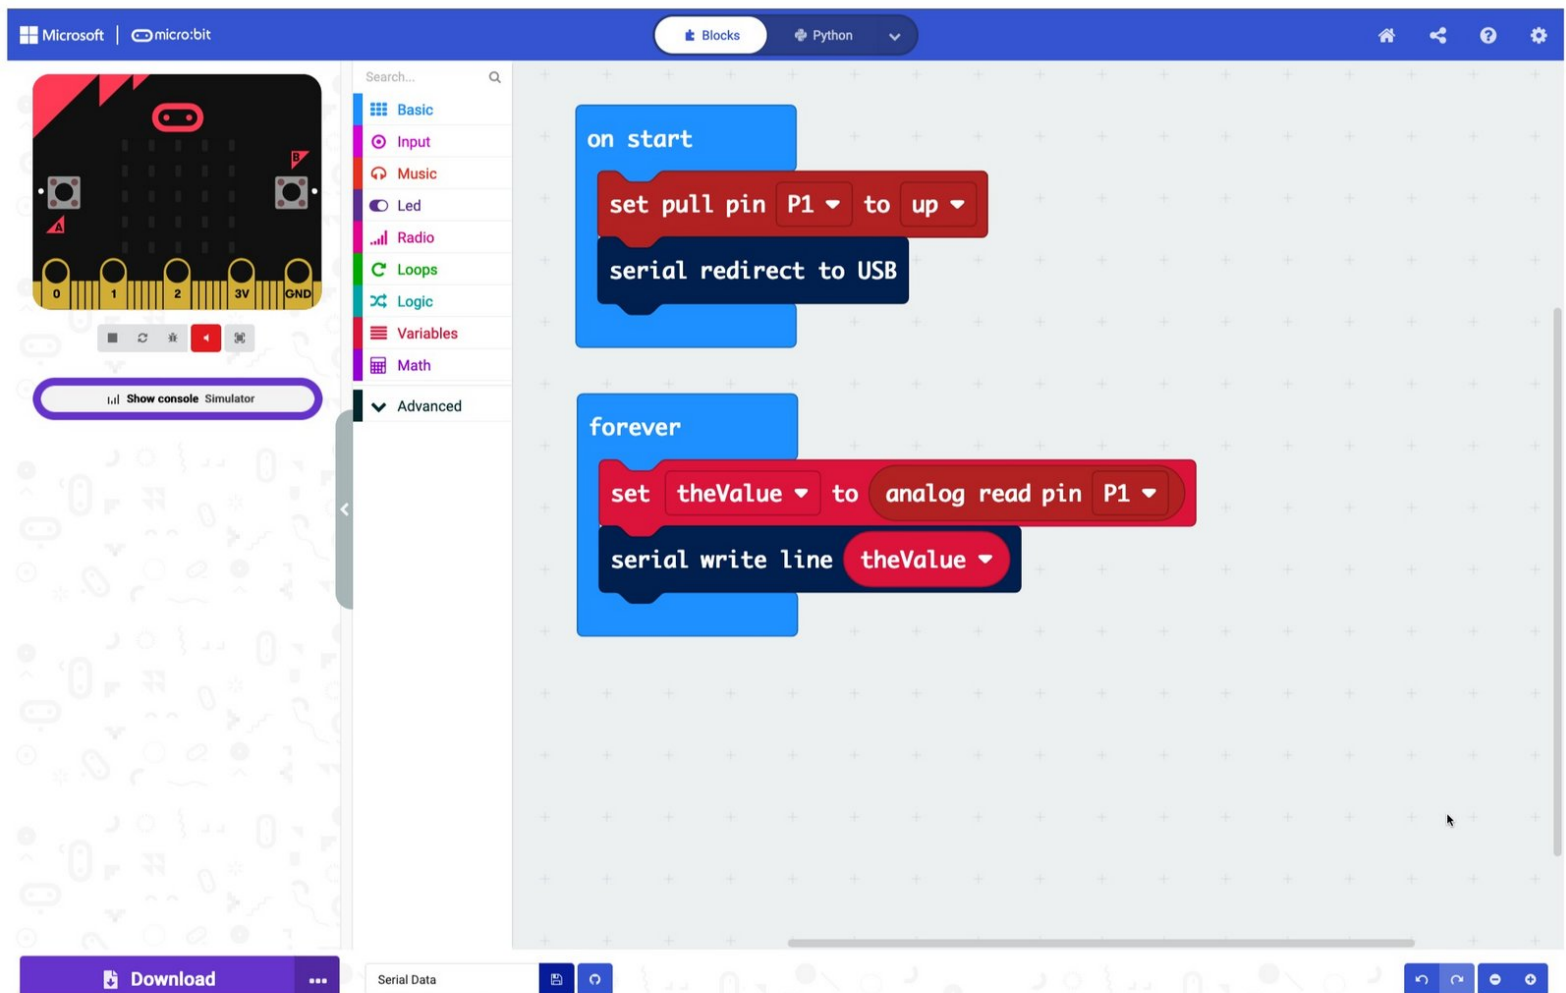 Microsoft micro:bit Blocks Python
Search...
Basic
Input
Music
Led
Radio
Loops
Logic
Variables
Math
Advanced
B
A
0 1 2 3V GND
Show console Simulator
on start
set pull pin P1 to up
serial redirect to USB
forever
set theValue to analog read pin P1
serial write line theValue
Download
Serial Data